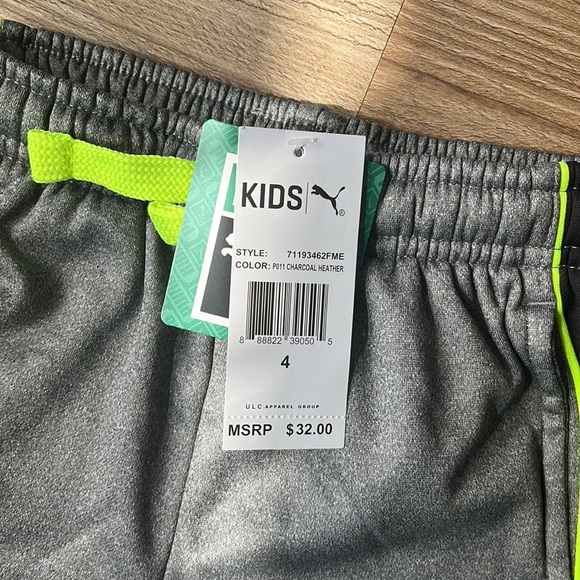 KIDS
STYLE: 71193462FME
COLOR: P011 CHARCOAL HEATHER
8 88822 39050 5
4
ULC APPAREL GROUP
MSRP $32.00